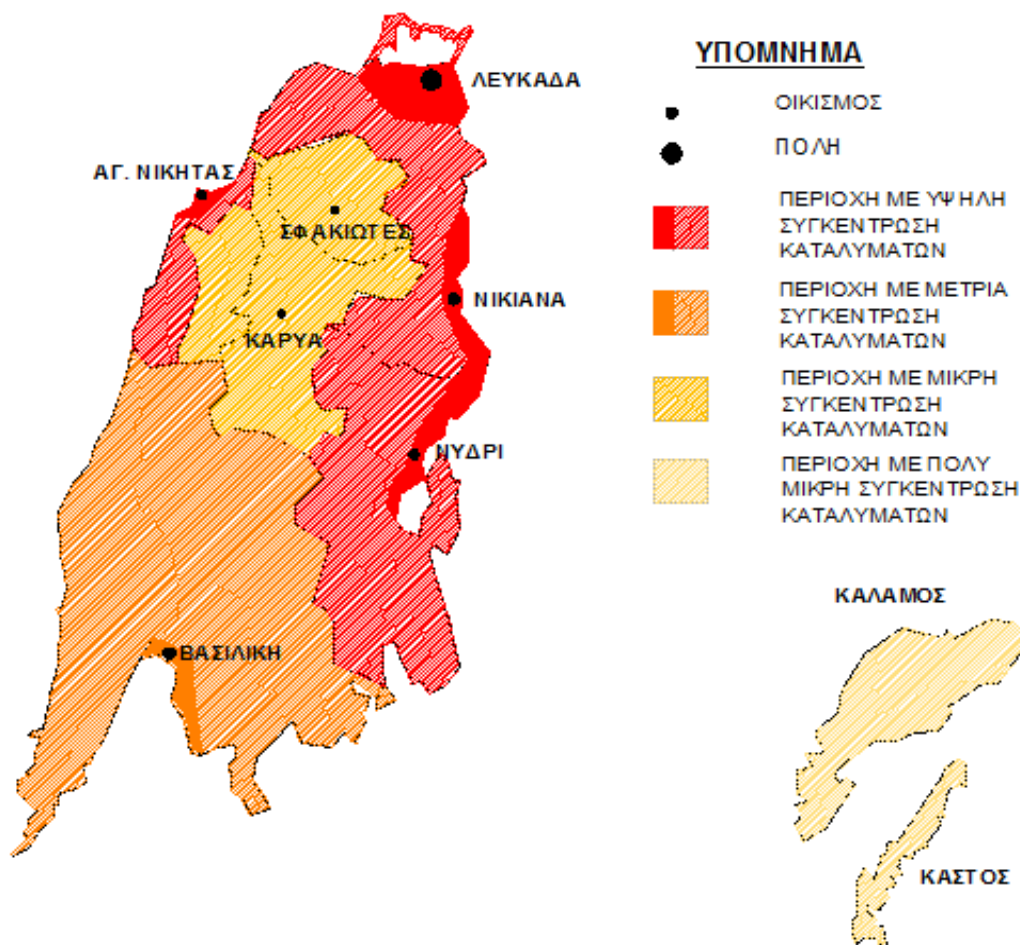 ΥΠΟΜΝΗΜΑ
ΛΕΥΚΑΔΑ
ΟΙΚΙΣΜΟΣ
ΠΟΛΗ
ΑΓ. ΝΙΚΗΤΑΣ
ΠΕΡΙΟΧΗ ΜΕ ΥΨΗΛΗ
ΣΥΓΚΕΝΤΡΩΣΗ
ΚΑΤΑΛΥΜΑΤΩΝ
ΣΦΑΚΙΩΤΕΣ
ΝΙΚΙΑΝΑ
ΠΕΡΙΟΧΗ ΜΕ ΜΕΤΡΙΑ
ΣΥΓΚΕΝΤΡΩΣΗ
ΚΑΤΑΛΥΜΑΤΩΝ
ΚΑΡΥΑ
ΠΕΡΙΟΧΗ ΜΕ ΜΙΚΡΗ
ΣΥΓΚΕΝΤΡΩΣΗ
ΚΑΤΑΛΥΜΑΤΩΝ
ΝΥΔΡΙ
ΠΕΡΙΟΧΗ ΜΕ ΠΟΛΥ
ΜΙΚΡΗ ΣΥΓΚΕΝΤΡΩΣΗ
ΚΑΤΑΛΥΜΑΤΩΝ
ΚΑΛΑΜΟΣ
ΒΑΣΙΛΙΚΗ
ΚΑΣΤΟΣ